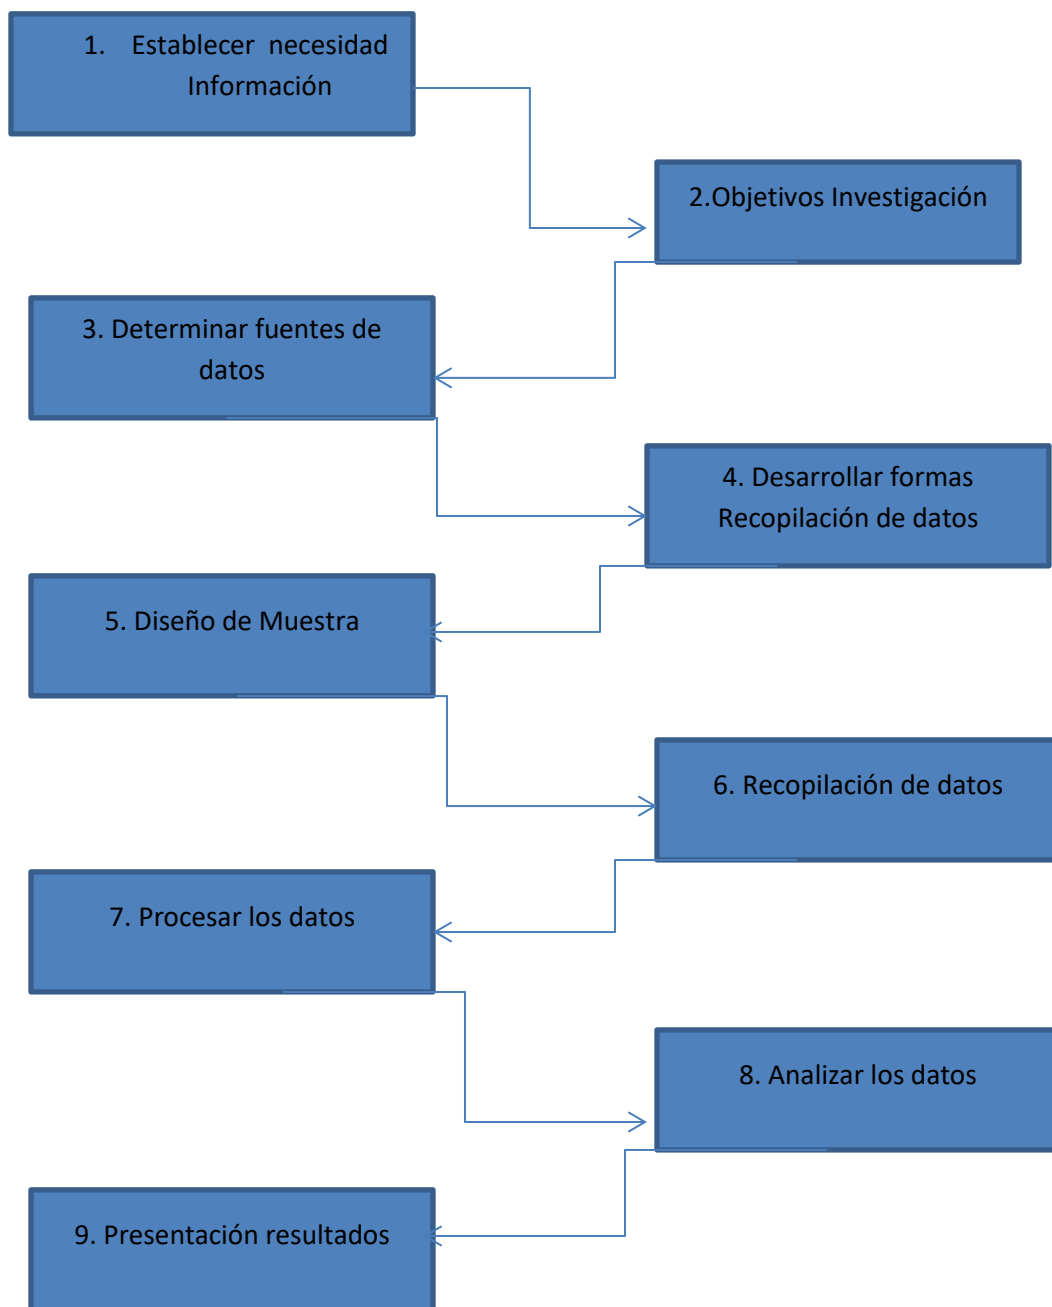 1. Establecer necesidad
Información
2.Objetivos Investigación
3. Determinar fuentes de
datos
4. Desarrollar formas
Recopilación de datos
5. Diseño de Muestra
6. Recopilación de datos
7. Procesar los datos
8. Analizar los datos
9. Presentación resultados